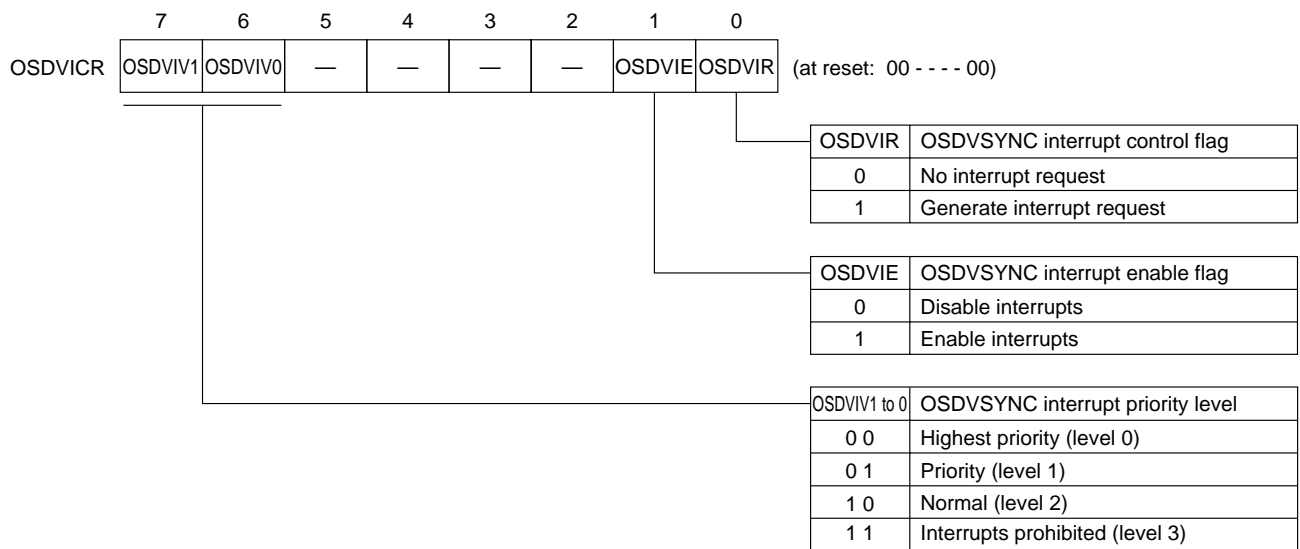 7 6 5 4 3 2 1 0
OSDVICR OSDVIV1 OSDVIV0 — — — — OSDVIE OSDVIR (at reset: 00 - - - - 00)
OSDVIR OSDVSYNC interrupt control flag
0 No interrupt request
1 Generate interrupt request
OSDVIE OSDVSYNC interrupt enable flag
0 Disable interrupts
1 Enable interrupts
OSDVIV1 to 0 OSDVSYNC interrupt priority level
0 0 Highest priority (level 0)
0 1 Priority (level 1)
1 0 Normal (level 2)
1 1 Interrupts prohibited (level 3)